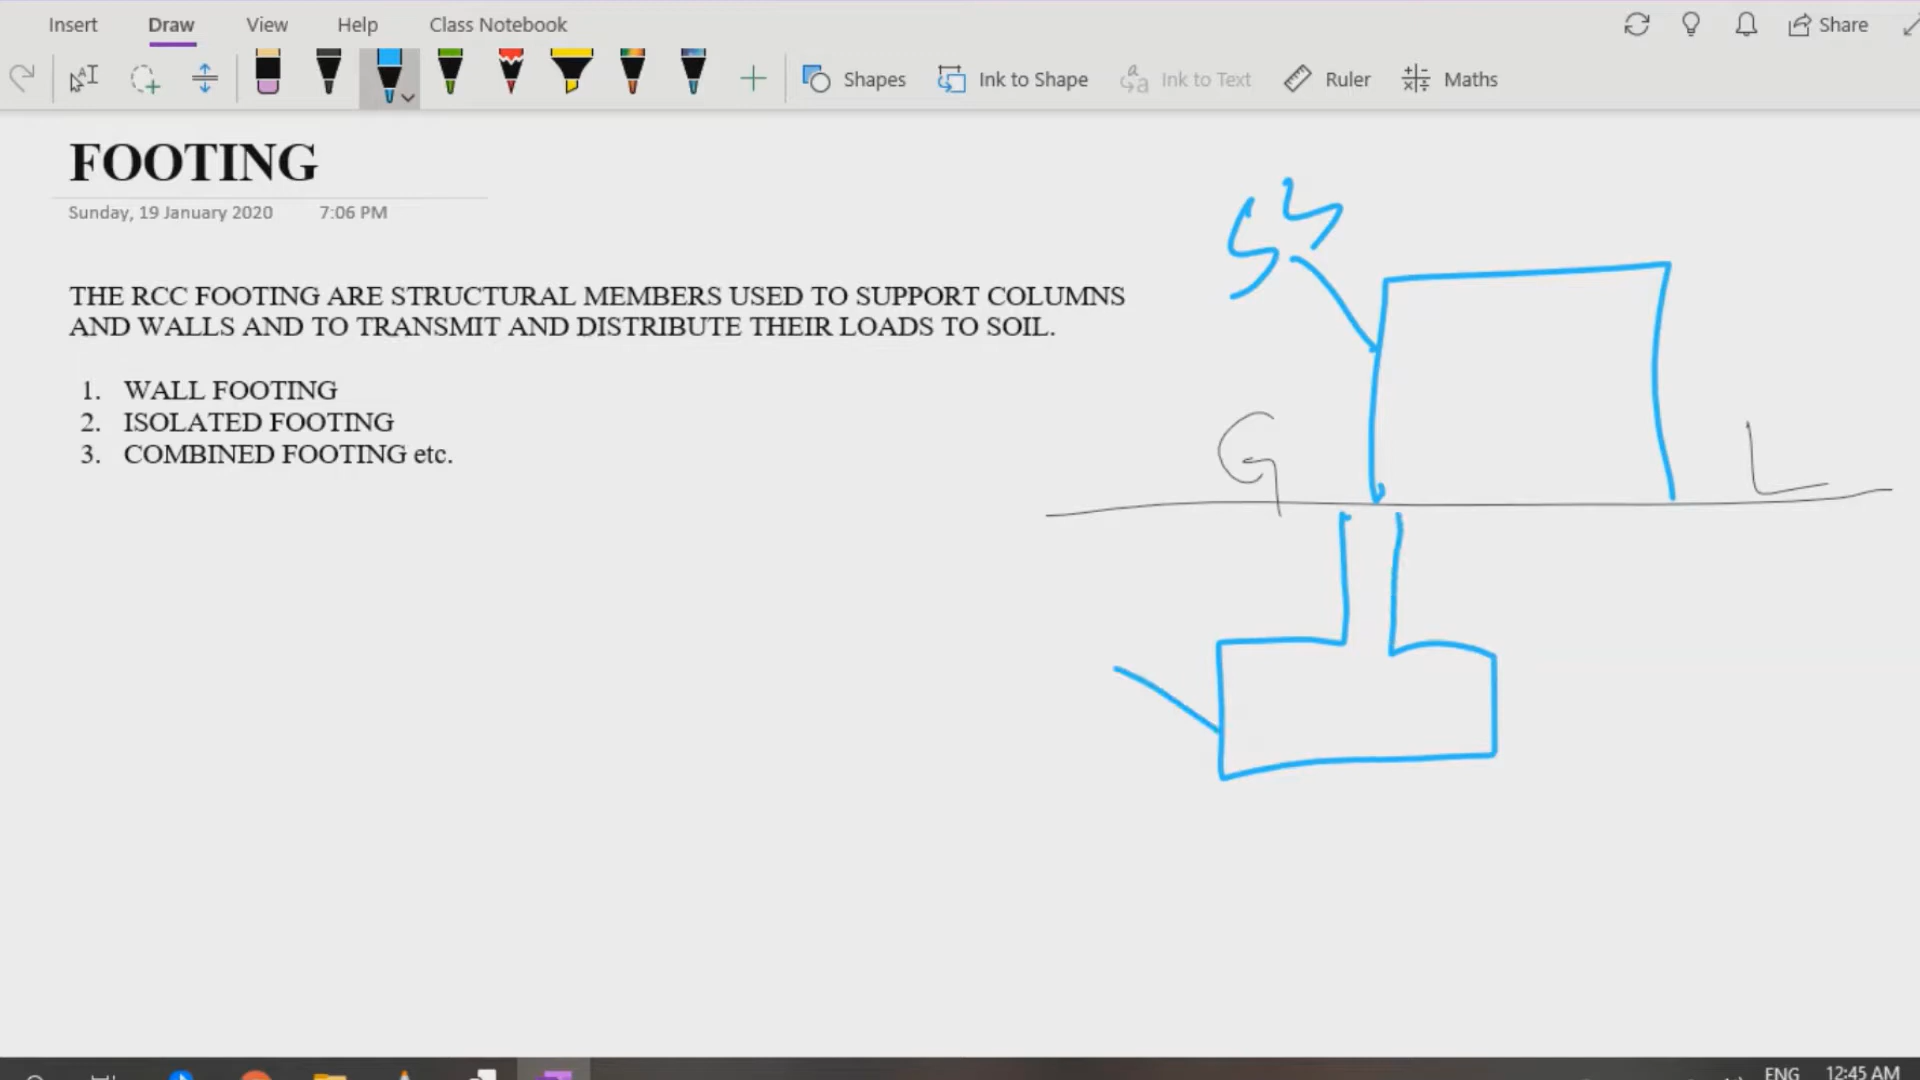 Insert Draw View Help Class Notebook Share
Shapes Ink to Shape Ink to Text Ruler Maths
FOOTING
Sunday, 19 January 2020 7:06 PM
THE RCC FOOTING ARE STRUCTURAL MEMBERS USED TO SUPPORT COLUMNS
AND WALLS AND TO TRANSMIT AND DISTRIBUTE THEIR LOADS TO SOIL.
1. WALL FOOTING
2. ISOLATED FOOTING
3. COMBINED FOOTING etc.
SS
G L
ENG 12:45 AM